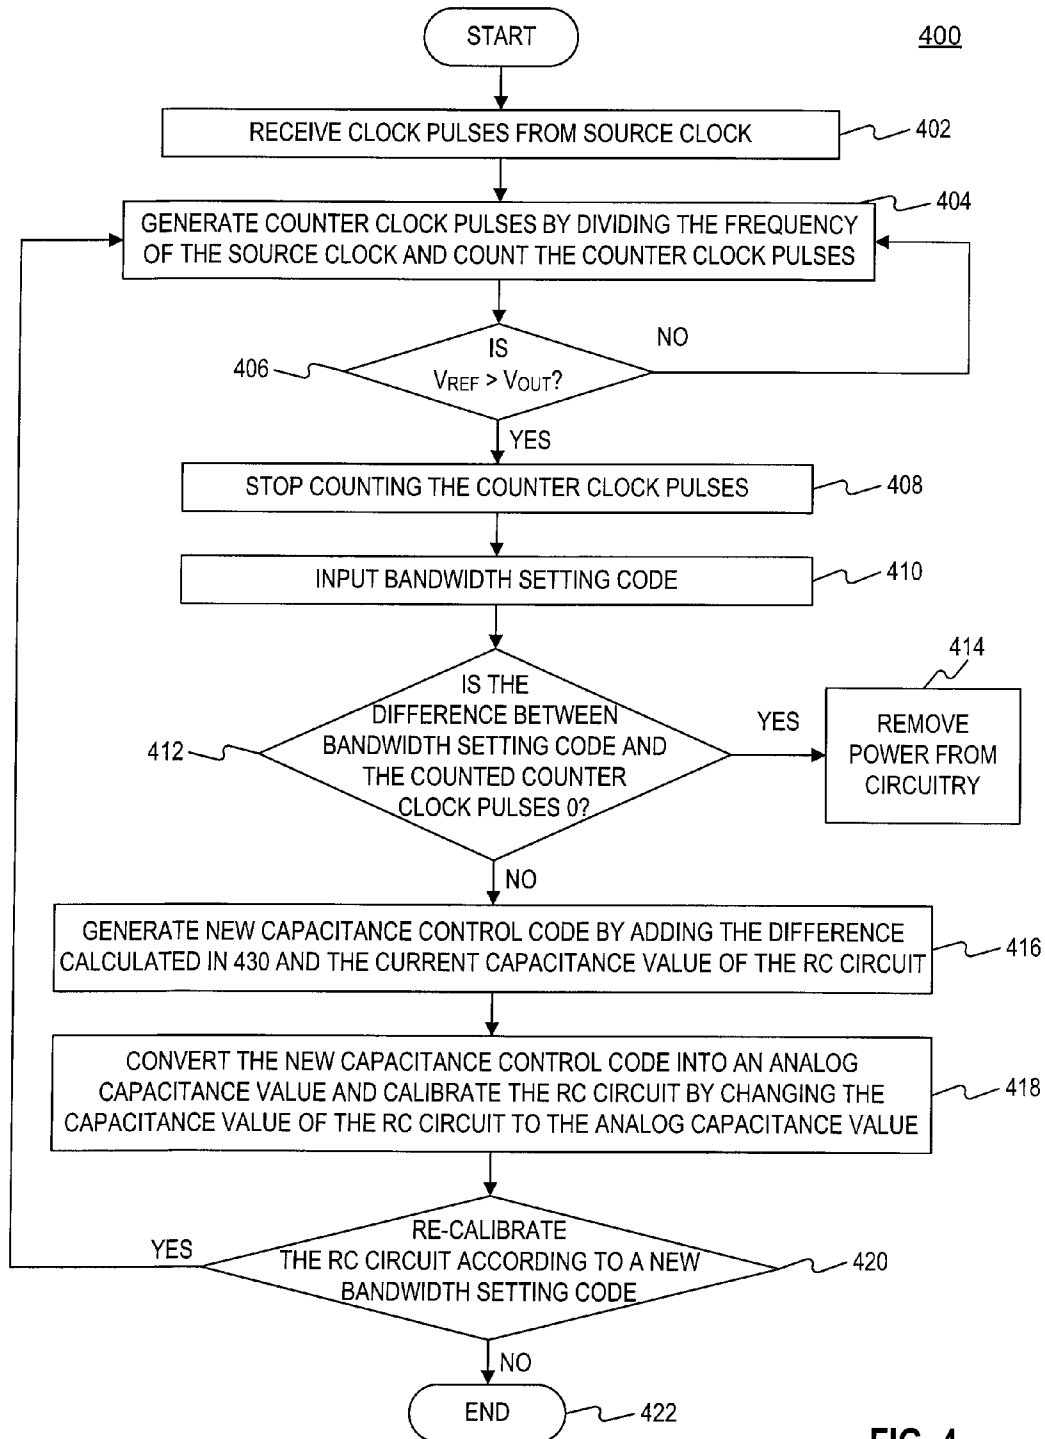 START
400
RECEIVE CLOCK PULSES FROM SOURCE CLOCK
402
404
GENERATE COUNTER CLOCK PULSES BY DIVIDING THE FREQUENCY
OF THE SOURCE CLOCK AND COUNT THE COUNTER CLOCK PULSES
NO
IS
406
VREF > VOUT?
YES
STOP COUNTING THE COUNTER CLOCK PULSES
408
INPUT BANDWIDTH SETTING CODE
410
414
IS THE
DIFFERENCE BETWEEN
BANDWIDTH SETTING CODE AND
THE COUNTED COUNTER
CLOCK PULSES 0?
412
YES
REMOVE
POWER FROM
CIRCUITRY
NO
GENERATE NEW CAPACITANCE CONTROL CODE BY ADDING THE DIFFERENCE
CALCULATED IN 430 AND THE CURRENT CAPACITANCE VALUE OF THE RC CIRCUIT
416
CONVERT THE NEW CAPACITANCE CONTROL CODE INTO AN ANALOG
CAPACITANCE VALUE AND CALIBRATE THE RC CIRCUIT BY CHANGING THE
CAPACITANCE VALUE OF THE RC CIRCUIT TO THE ANALOG CAPACITANCE VALUE
418
YES
RE-CALIBRATE
THE RC CIRCUIT ACCORDING TO A NEW
BANDWIDTH SETTING CODE
420
NO
END
422
FIG. 4